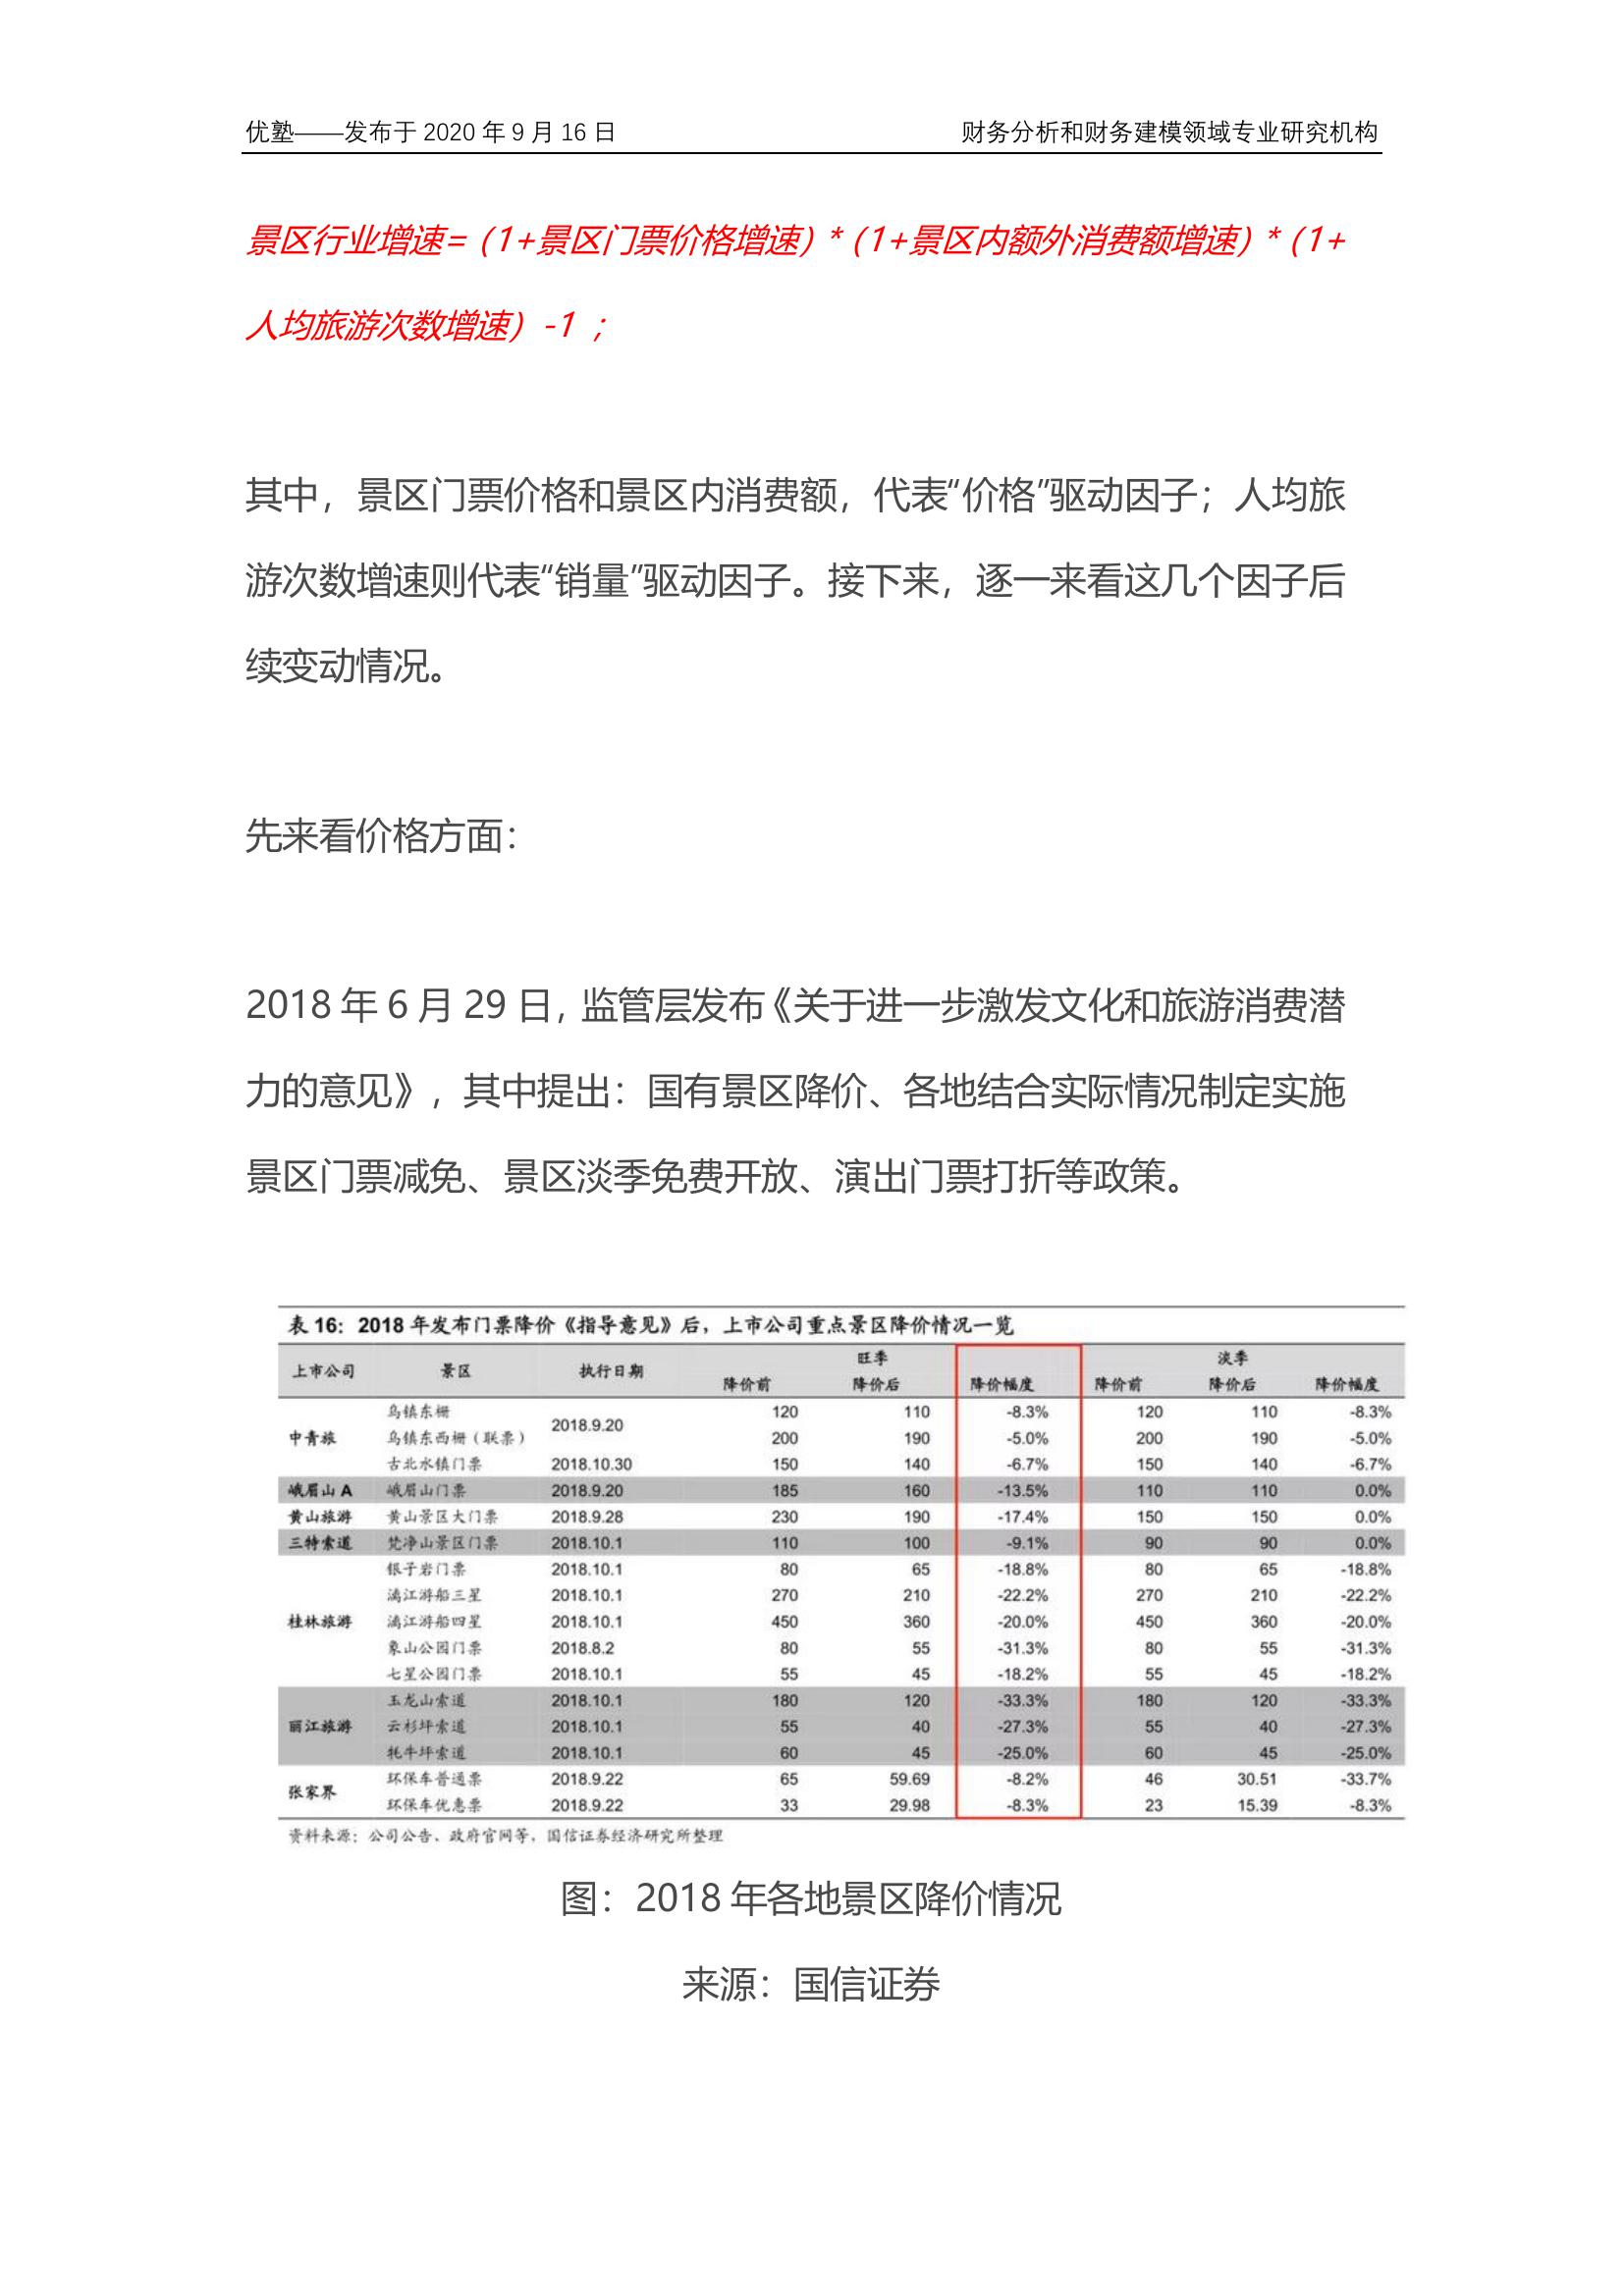 优塾——发布于 2020 年 9 月 16 日 财务分析和财务建模领域专业研究机构
景区行业增速=（1+景区门票价格增速）*（1+景区内额外消费额增速）*（1+
人均旅游次数增速）-1 ；
其中，景区门票价格和景区内消费额，代表“价格”驱动因子；人均旅
游次数增速则代表“销量”驱动因子。接下来，逐一来看这几个因子后
续变动情况。
先来看价格方面：
2018 年 6 月 29 日，监管层发布《关于进一步激发文化和旅游消费潜
力的意见》，其中提出：国有景区降价、各地结合实际情况制定实施
景区门票减免、景区淡季免费开放、演出门票打折等政策。
表 16：2018 年发布门票降价《指导意见》后，上市公司重点景区降价情况一览
旺季 淡季
上市公司 景区 执行日期
降价前 降价后 降价幅度 降价前 降价后 降价幅度
乌镇东栅 120 110 -8.3% 120 110 -8.3%
2018.9.20
中青旅 乌镇东西栅（联票） 200 190 -5.0% 200 190 -5.0%
古北水镇门票 2018.10.30 150 140 -6.7% 150 140 -6.7%
峨眉山 A 峨眉山门票 2018.9.20 185 160 -13.5% 110 110 0.0%
黄山旅游 黄山景区大门票 2018.9.28 230 190 -17.4% 150 150 0.0%
三特索道 梵净山景区门票 2018.10.1 110 100 -9.1% 90 90 0.0%
银子岩门票 2018.10.1 80 65 -18.8% 80 65 -18.8%
漓江游船三星 2018.10.1 270 210 -22.2% 270 210 -22.2%
桂林旅游 漓江游船四星 2018.10.1 450 360 -20.0% 450 360 -20.0%
象山公园门票 2018.8.2 80 55 -31.3% 80 55 -31.3%
七星公园门票 2018.10.1 55 45 -18.2% 55 45 -18.2%
玉龙山索道 2018.10.1 180 120 -33.3% 180 120 -33.3%
丽江旅游 云杉坪索道 2018.10.1 55 40 -27.3% 55 40 -27.3%
牦牛坪索道 2018.10.1 60 45 -25.0% 60 45 -25.0%
张家界 环保车普通票 2018.9.22 65 59.69 -8.2% 46 30.51 -33.7%
环保车优惠票 2018.9.22 33 29.98 -8.3% 23 15.39 -8.3%
资料来源：公司公告、政府官网等，国信证券经济研究所整理
图：2018 年各地景区降价情况
来源：国信证券